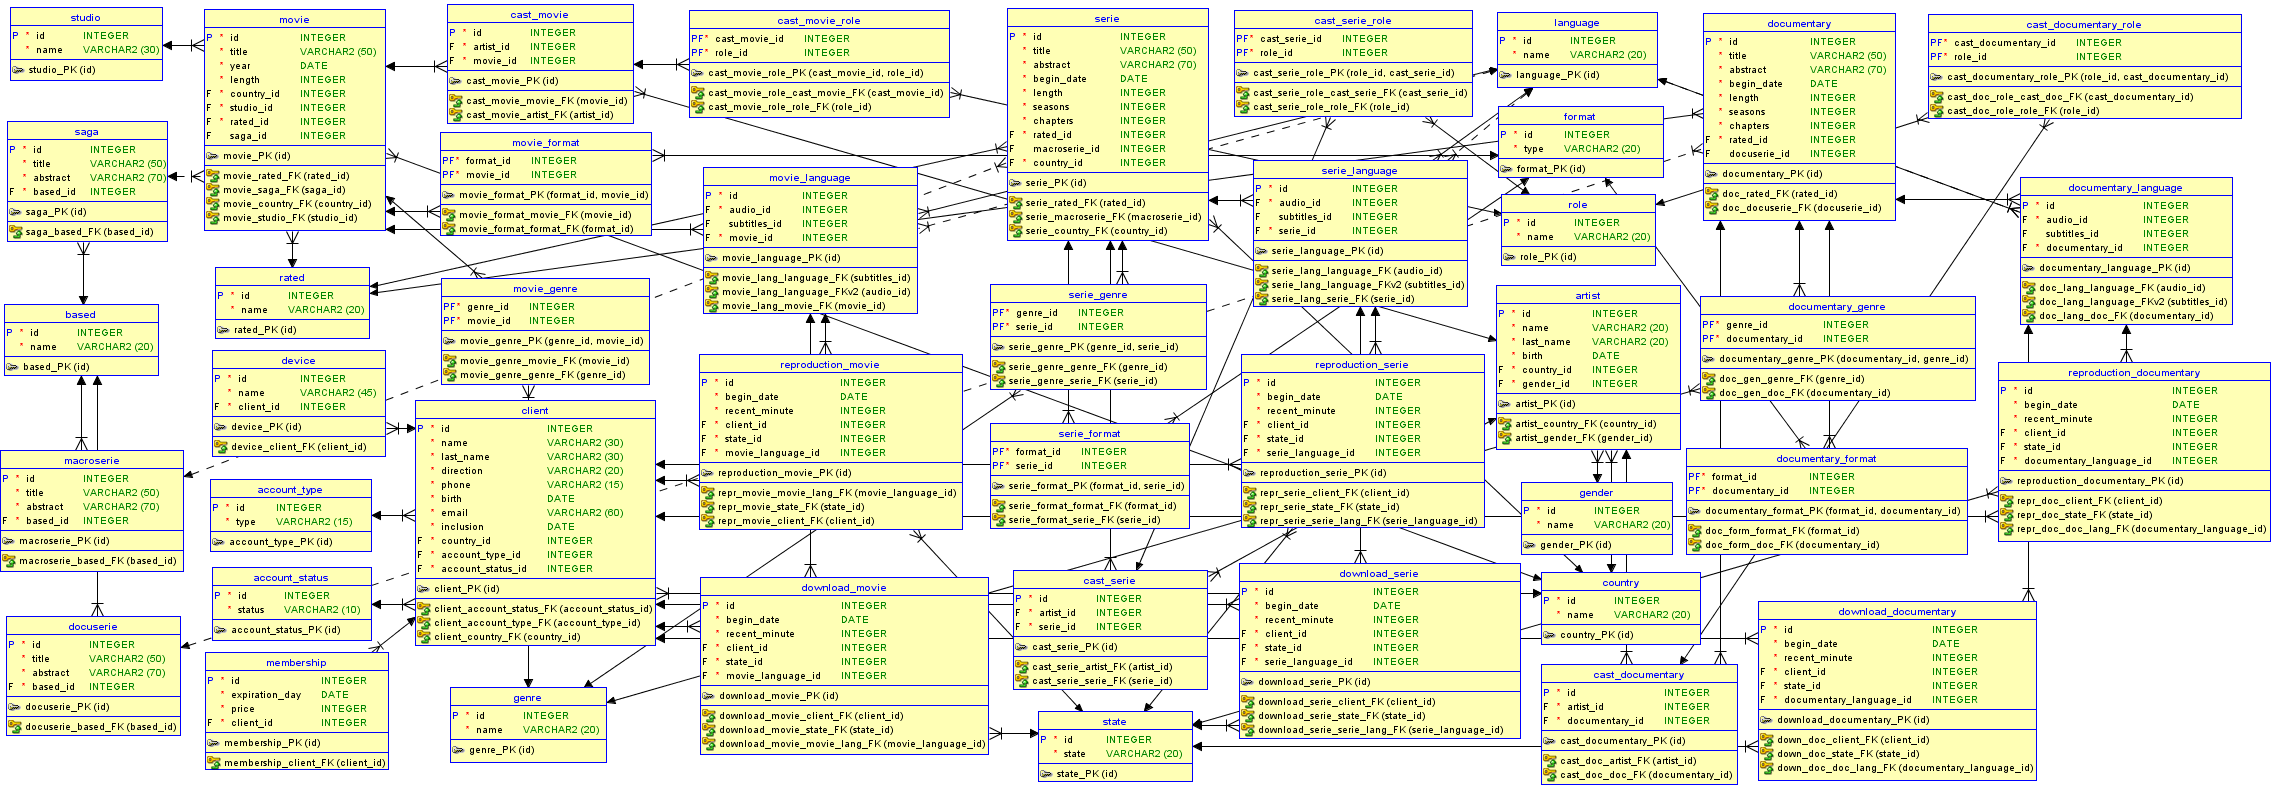 studio
P * id INTEGER
* name VARCHAR2 (30)
studio_PK (id)
movie
P * id INTEGER
* title VARCHAR2 (50)
* year DATE
* length INTEGER
F * country_id INTEGER
F * studio_id INTEGER
F * rated_id INTEGER
F saga_id INTEGER
movie_PK (id)
movie_rated_FK (rated_id)
movie_saga_FK (saga_id)
movie_country_FK (country_id)
movie_studio_FK (studio_id)
cast_movie
P * id INTEGER
F * artist_id INTEGER
F * movie_id INTEGER
cast_movie_PK (id)
cast_movie_movie_FK (movie_id)
cast_movie_artist_FK (artist_id)
cast_movie_role
PF* cast_movie_id INTEGER
PF* role_id INTEGER
cast_movie_role_PK (cast_movie_id, role_id)
cast_movie_role_cast_movie_FK (cast_movie_id)
cast_movie_role_role_FK (role_id)
serie
P * id INTEGER
* title VARCHAR2 (50)
* abstract VARCHAR2 (70)
* begin_date DATE
* length INTEGER
* seasons INTEGER
* chapters INTEGER
F * rated_id INTEGER
F macroserie_id INTEGER
F * country_id INTEGER
serie_PK (id)
serie_rated_FK (rated_id)
serie_macroserie_FK (macroserie_id)
serie_country_FK (country_id)
cast_serie_role
PF* cast_serie_id INTEGER
PF* role_id INTEGER
cast_serie_role_PK (role_id, cast_serie_id)
cast_serie_role_cast_serie_FK (cast_serie_id)
cast_serie_role_role_FK (role_id)
language
P * id INTEGER
* name VARCHAR2 (20)
language_PK (id)
documentary
P * id INTEGER
* title VARCHAR2 (50)
* abstract VARCHAR2 (70)
* begin_date DATE
* length INTEGER
* seasons INTEGER
* chapters INTEGER
F * rated_id INTEGER
F docuserie_id INTEGER
documentary_PK (id)
doc_rated_FK (rated_id)
doc_docuserie_FK (docuserie_id)
cast_documentary_role
PF* cast_documentary_id INTEGER
PF* role_id INTEGER
cast_documentary_role_PK (role_id, cast_documentary_id)
cast_doc_role_cast_doc_FK (cast_documentary_id)
cast_doc_role_role_FK (role_id)
saga
P * id INTEGER
* title VARCHAR2 (50)
* abstract VARCHAR2 (70)
F * based_id INTEGER
saga_PK (id)
saga_based_FK (based_id)
movie_format
PF* format_id INTEGER
PF* movie_id INTEGER
movie_format_PK (format_id, movie_id)
movie_format_movie_FK (movie_id)
movie_format_format_FK (format_id)
movie_language
P * id INTEGER
F * audio_id INTEGER
F subtitles_id INTEGER
F * movie_id INTEGER
movie_language_PK (id)
movie_lang_language_FK (subtitles_id)
movie_lang_language_FKv2 (audio_id)
movie_lang_movie_FK (movie_id)
serie_language
P * id INTEGER
F * audio_id INTEGER
F subtitles_id INTEGER
F * serie_id INTEGER
serie_language_PK (id)
serie_lang_language_FK (audio_id)
serie_lang_language_FKv2 (subtitles_id)
serie_lang_serie_FK (serie_id)
format
P * id INTEGER
* type VARCHAR2 (20)
format_PK (id)
role
P * id INTEGER
* name VARCHAR2 (20)
role_PK (id)
documentary_language
P * id INTEGER
F * audio_id INTEGER
F subtitles_id INTEGER
F * documentary_id INTEGER
documentary_language_PK (id)
doc_lang_language_FK (audio_id)
doc_lang_language_FKv2 (subtitles_id)
doc_lang_doc_FK (documentary_id)
rated
P * id INTEGER
* name VARCHAR2 (20)
rated_PK (id)
movie_genre
PF* genre_id INTEGER
PF* movie_id INTEGER
movie_genre_PK (genre_id, movie_id)
movie_genre_movie_FK (movie_id)
movie_genre_genre_FK (genre_id)
serie_genre
PF* genre_id INTEGER
PF* serie_id INTEGER
serie_genre_PK (genre_id, serie_id)
serie_genre_genre_FK (genre_id)
serie_genre_serie_FK (serie_id)
artist
P * id INTEGER
* name VARCHAR2 (20)
* last_name VARCHAR2 (20)
* birth DATE
F * country_id INTEGER
F * gender_id INTEGER
artist_PK (id)
artist_country_FK (country_id)
artist_gender_FK (gender_id)
documentary_genre
PF* genre_id INTEGER
PF* documentary_id INTEGER
documentary_genre_PK (documentary_id, genre_id)
doc_gen_genre_FK (genre_id)
doc_gen_doc_FK (documentary_id)
based
P * id INTEGER
* name VARCHAR2 (20)
based_PK (id)
device
P * id INTEGER
* name VARCHAR2 (45)
F * client_id INTEGER
device_PK (id)
device_client_FK (client_id)
client
P * id INTEGER
* name VARCHAR2 (30)
* last_name VARCHAR2 (30)
* direction VARCHAR2 (20)
* phone VARCHAR2 (15)
* birth DATE
* email VARCHAR2 (60)
* inclusion DATE
F * country_id INTEGER
F * account_type_id INTEGER
F * account_status_id INTEGER
client_PK (id)
client_account_status_FK (account_status_id)
client_account_type_FK (account_type_id)
client_country_FK (country_id)
reproduction_movie
P * id INTEGER
* begin_date DATE
* recent_minute INTEGER
F * client_id INTEGER
F * state_id INTEGER
F * movie_language_id INTEGER
reproduction_movie_PK (id)
repr_movie_movie_lang_FK (movie_language_id)
repr_movie_state_FK (state_id)
repr_movie_client_FK (client_id)
serie_format
PF* format_id INTEGER
PF* serie_id INTEGER
serie_format_PK (format_id, serie_id)
serie_format_format_FK (format_id)
serie_format_serie_FK (serie_id)
reproduction_serie
P * id INTEGER
* begin_date DATE
* recent_minute INTEGER
F * client_id INTEGER
F * state_id INTEGER
F * serie_language_id INTEGER
reproduction_serie_PK (id)
repr_serie_client_FK (client_id)
repr_serie_state_FK (state_id)
repr_serie_serie_lang_FK (serie_language_id)
documentary_format
PF* format_id INTEGER
PF* documentary_id INTEGER
documentary_format_PK (format_id, documentary_id)
doc_form_format_FK (format_id)
doc_form_doc_FK (documentary_id)
reproduction_documentary
P * id INTEGER
* begin_date DATE
* recent_minute INTEGER
F * client_id INTEGER
F * state_id INTEGER
F * documentary_language_id INTEGER
reproduction_documentary_PK (id)
repr_doc_client_FK (client_id)
repr_doc_state_FK (state_id)
repr_doc_doc_lang_FK (documentary_language_id)
macroserie
P * id INTEGER
* title VARCHAR2 (50)
* abstract VARCHAR2 (70)
F * based_id INTEGER
macroserie_PK (id)
macroserie_based_FK (based_id)
account_type
P * id INTEGER
* type VARCHAR2 (15)
account_type_PK (id)
gender
P * id INTEGER
* name VARCHAR2 (20)
gender_PK (id)
account_status
P * id INTEGER
* status VARCHAR2 (10)
account_status_PK (id)
download_movie
P * id INTEGER
* begin_date DATE
* recent_minute INTEGER
F * client_id INTEGER
F * state_id INTEGER
F * movie_language_id INTEGER
download_movie_PK (id)
download_movie_client_FK (client_id)
download_movie_state_FK (state_id)
download_movie_movie_lang_FK (movie_language_id)
cast_serie
P * id INTEGER
F * artist_id INTEGER
F * serie_id INTEGER
cast_serie_PK (id)
cast_serie_artist_FK (artist_id)
cast_serie_serie_FK (serie_id)
download_serie
P * id INTEGER
* begin_date DATE
* recent_minute INTEGER
F * client_id INTEGER
F * state_id INTEGER
F * serie_language_id INTEGER
download_serie_PK (id)
download_serie_client_FK (client_id)
download_serie_state_FK (state_id)
download_serie_serie_lang_FK (serie_language_id)
country
P * id INTEGER
* name VARCHAR2 (20)
country_PK (id)
download_documentary
P * id INTEGER
* begin_date DATE
* recent_minute INTEGER
F * client_id INTEGER
F * state_id INTEGER
F * documentary_language_id INTEGER
download_documentary_PK (id)
down_doc_client_FK (client_id)
down_doc_state_FK (state_id)
down_doc_doc_lang_FK (documentary_language_id)
docuserie
P * id INTEGER
* title VARCHAR2 (50)
* abstract VARCHAR2 (70)
F * based_id INTEGER
docuserie_PK (id)
docuserie_based_FK (based_id)
membership
P * id INTEGER
* expiration_day DATE
* price INTEGER
F * client_id INTEGER
membership_PK (id)
membership_client_FK (client_id)
genre
P * id INTEGER
* name VARCHAR2 (20)
genre_PK (id)
state
P * id INTEGER
* state VARCHAR2 (20)
state_PK (id)
cast_documentary
P * id INTEGER
F * artist_id INTEGER
F * documentary_id INTEGER
cast_documentary_PK (id)
cast_doc_artist_FK (artist_id)
cast_doc_doc_FK (documentary_id)